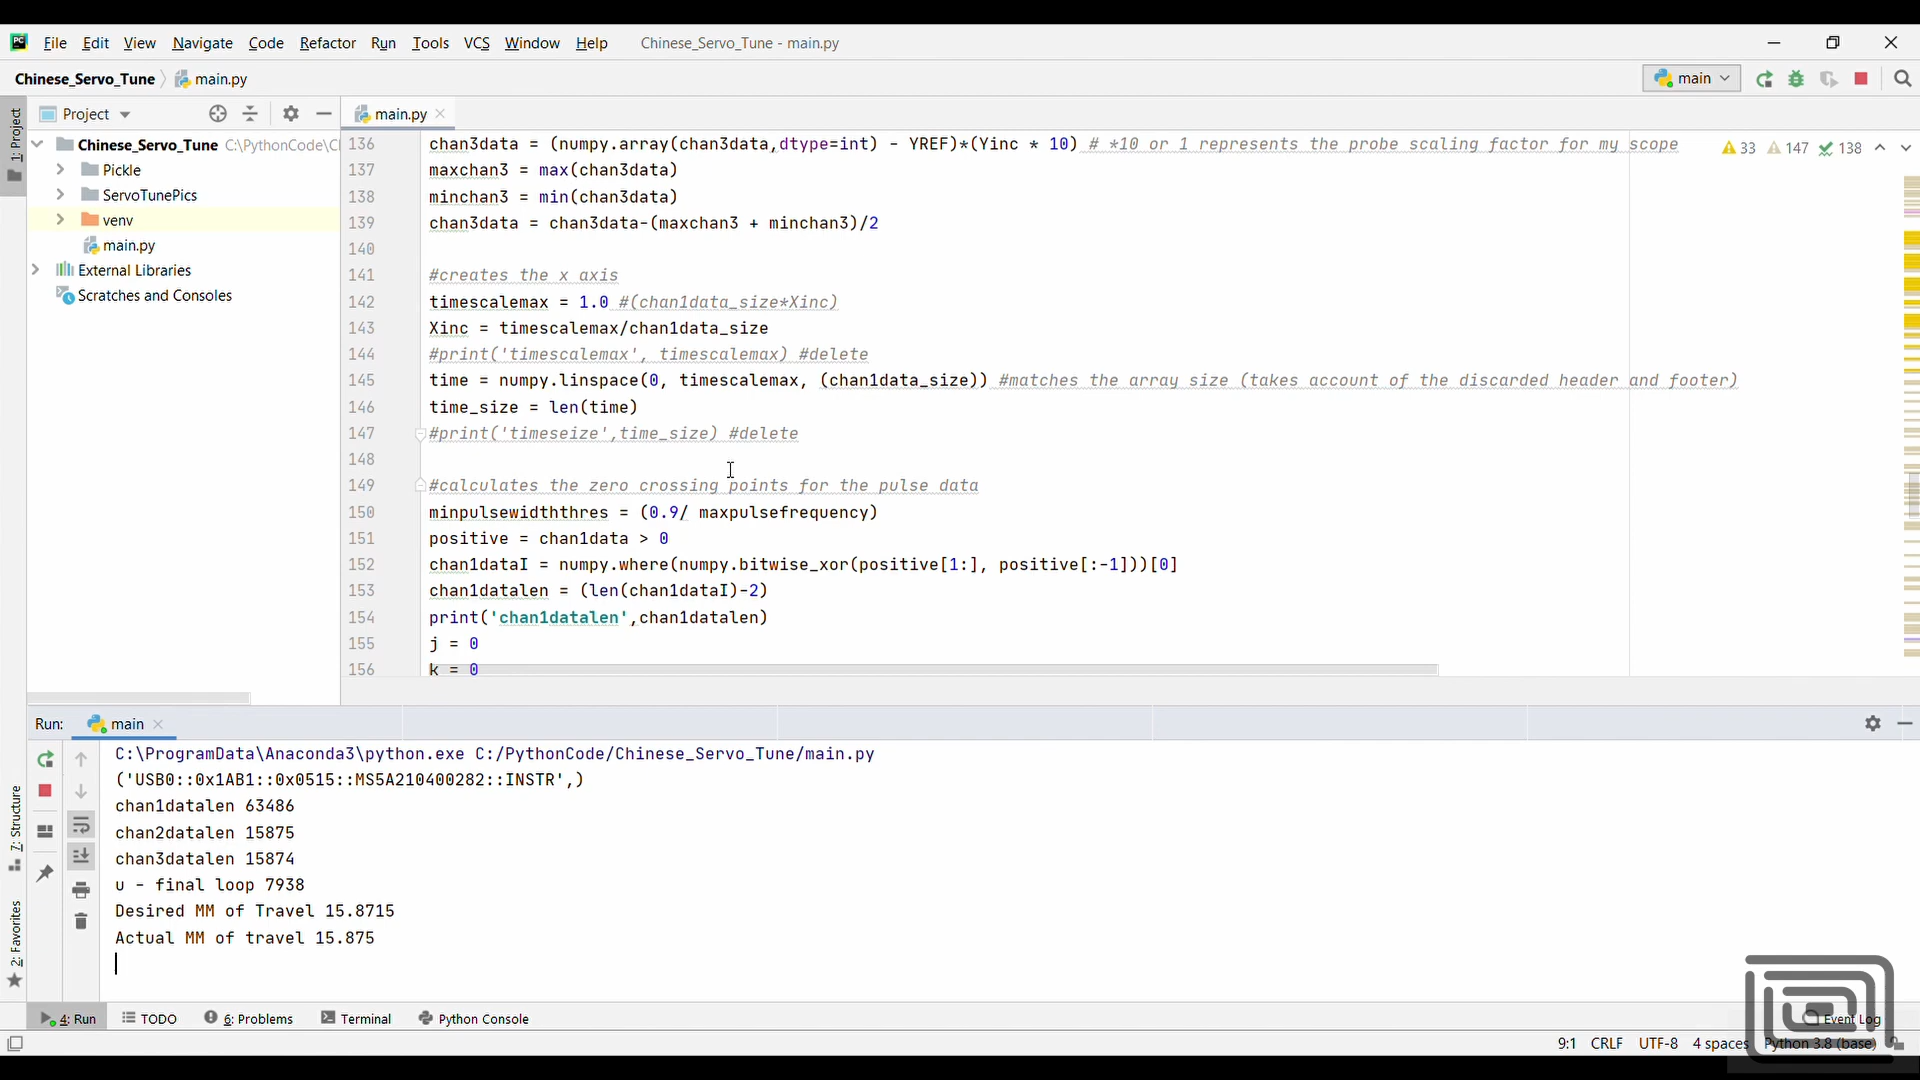 File Edit View Navigate Code Refactor Run Tools VCS Window Help Chinese_Servo_Tune - main.py
Chinese_Servo_Tune main.py main
1: Project
Project main.py
Chinese_Servo_Tune C:\PythonCode\C
Pickle
ServoTunePics
venv
main.py
External Libraries
Scratches and Consoles
33 147 138
136 chan3data = (numpy.array(chan3data,dtype=int) - YREF)*(Yinc * 10) # *10 or 1 represents the probe scaling factor for my scope
137 maxchan3 = max(chan3data)
138 minchan3 = min(chan3data)
139 chan3data = chan3data-(maxchan3 + minchan3)/2
140
141 #creates the x axis
142 timescalemax = 1.0 #(chan1data_size*Xinc)
143 Xinc = timescalemax/chan1data_size
144 #print('timescalemax', timescalemax) #delete
145 time = numpy.linspace(0, timescalemax, (chan1data_size)) #matches the array size (takes account of the discarded header and footer)
146 time_size = len(time)
147 #print('timeseize',time_size) #delete
148
149 #calculates the zero crossing points for the pulse data
150 minpulsewidththres = (0.9/ maxpulsefrequency)
151 positive = chan1data > 0
152 chan1dataI = numpy.where(numpy.bitwise_xor(positive[1:], positive[:-1]))[0]
153 chan1datalen = (len(chan1dataI)-2)
154 print('chan1datalen',chan1datalen)
155 j = 0
156 k = 0
Run: main
C:\ProgramData\Anaconda3\python.exe C:/PythonCode/Chinese_Servo_Tune/main.py
('USB0::0x1AB1::0x0515::MS5A210400282::INSTR',)
chan1datalen 63486
chan2datalen 15875
chan3datalen 15874
u - final loop 7938
Desired MM of Travel 15.8715
Actual MM of travel 15.875
7: Structure
2: Favorites
4: Run TODO 6: Problems Terminal Python Console Event Log
9:1 CRLF UTF-8 4 spaces Python 3.8 (base)